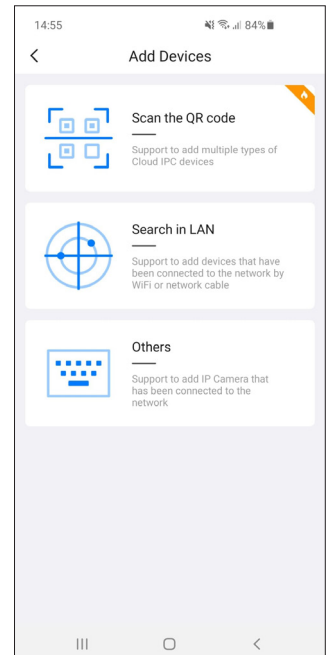 14:55
84%
Add Devices
Scan the QR code
Support to add multiple types of
Cloud IPC devices
Search in LAN
Support to add devices that have
been connected to the network by
WiFi or network cable
Others
Support to add IP Camera that
has been connected to the
network